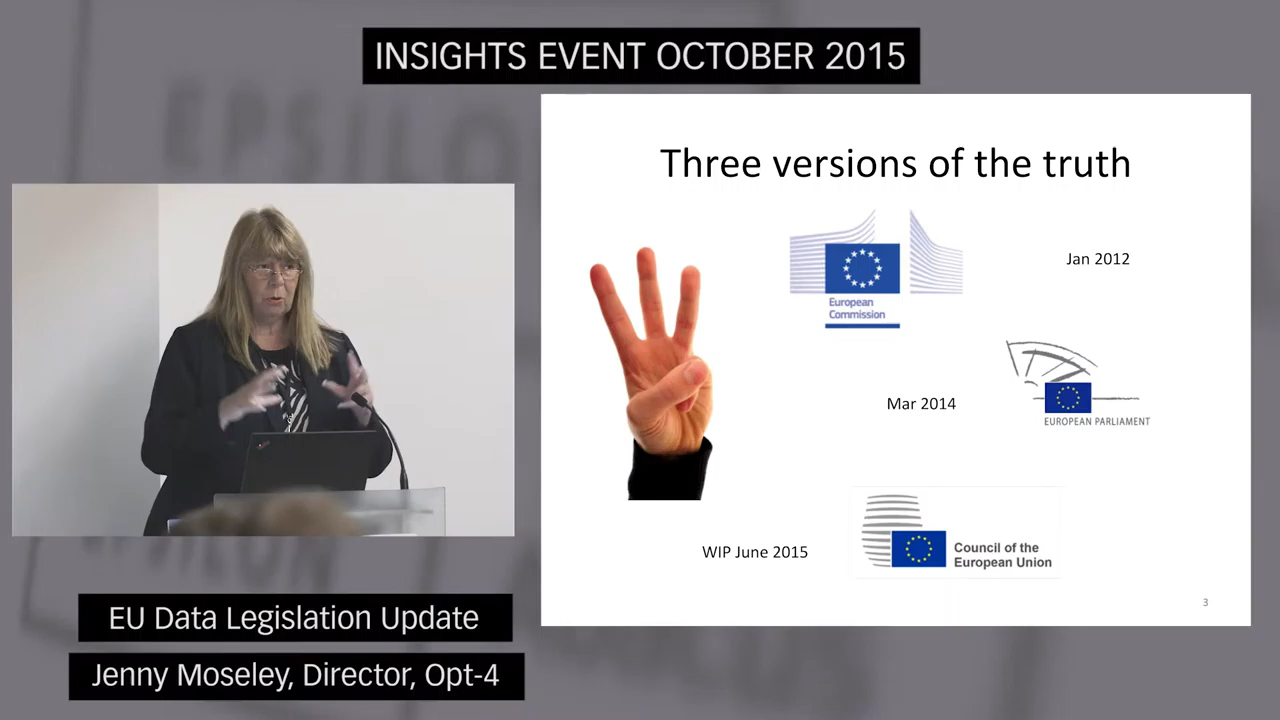 INSIGHTS EVENT OCTOBER 2015
Three versions of the truth
European
Commission
Jan 2012
Mar 2014
EUROPEAN PARLIAMENT
WIP June 2015
Council of the
European Union
3
EU Data Legislation Update
Jenny Moseley, Director, Opt-4